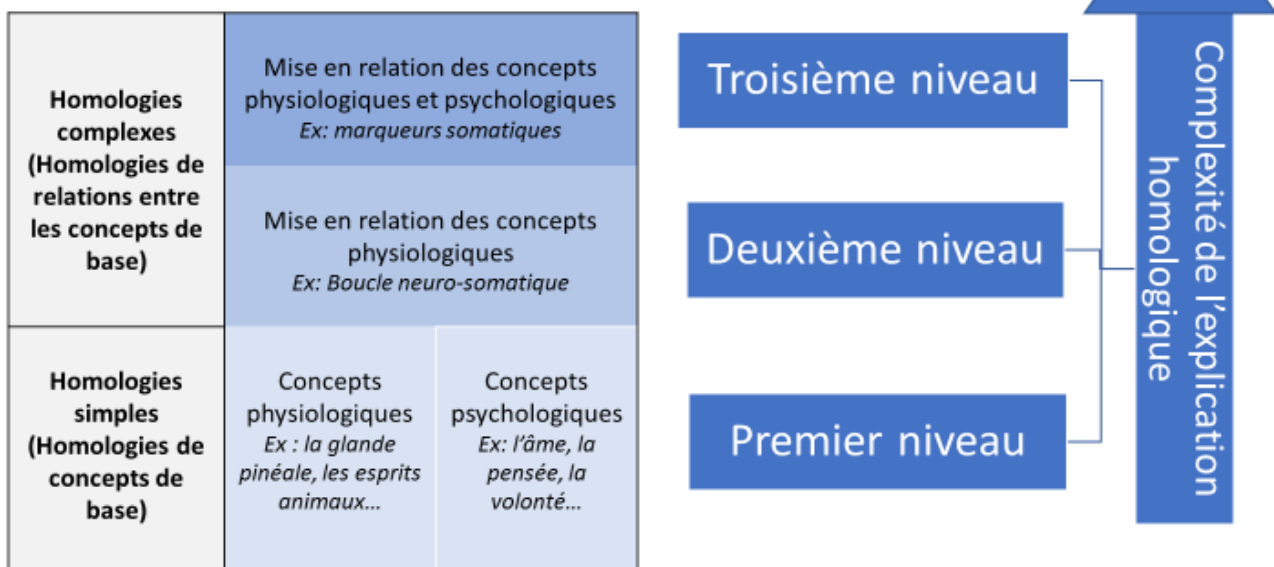 Homologies
complexes
(Homologies de
relations entre
les concepts de
base)
Mise en relation des concepts
physiologiques et psychologiques
Ex: marqueurs somatiques
Mise en relation des concepts
physiologiques
Ex: Boucle neuro-somatique
Homologies
simples
(Homologies de
concepts de
base)
Concepts
physiologiques
Ex : la glande
pinéale, les esprits
animaux…
Concepts
psychologiques
Ex: l’âme, la
pensée, la
volonté…
Troisième niveau
Deuxième niveau
Premier niveau
Complexité de l’explication
homologique